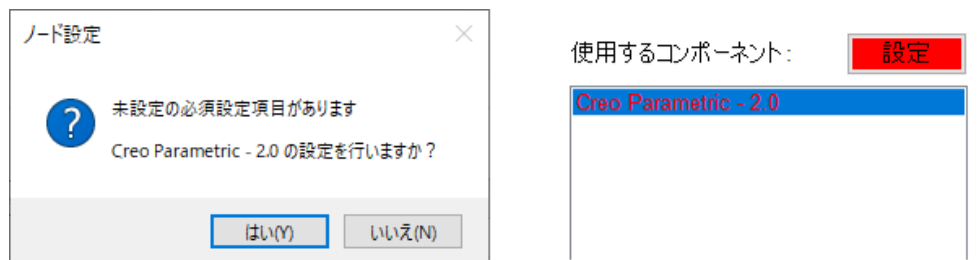 ノード設定
未設定の必須設定項目があります
Creo Parametric - 2.0 の設定を行いますか？
はい(Y)
いいえ(N)
使用するコンポーネント:
設定
Creo Parametric - 2.0